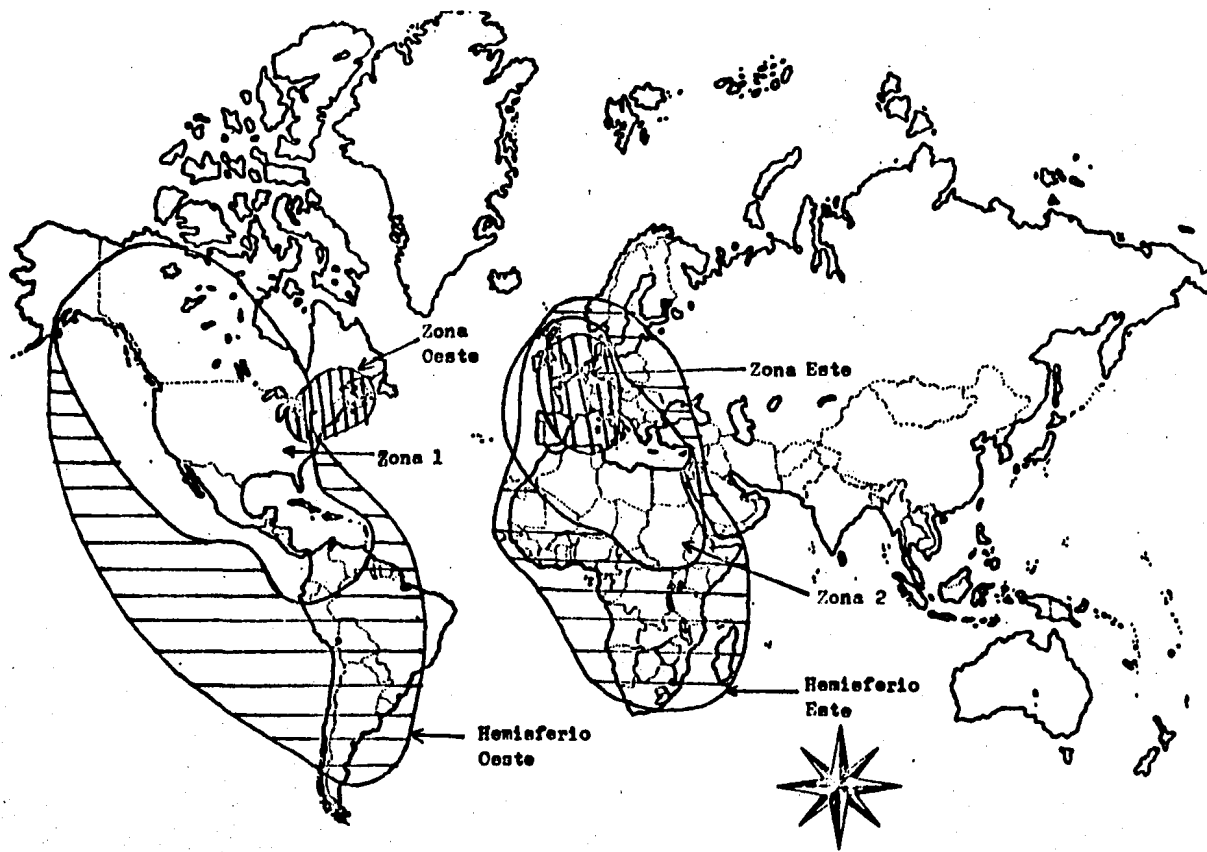 Zona
Oeste
Zona Este
Zona 1
Zona 2
Hemisferio
Este
Hemisferio
Oeste